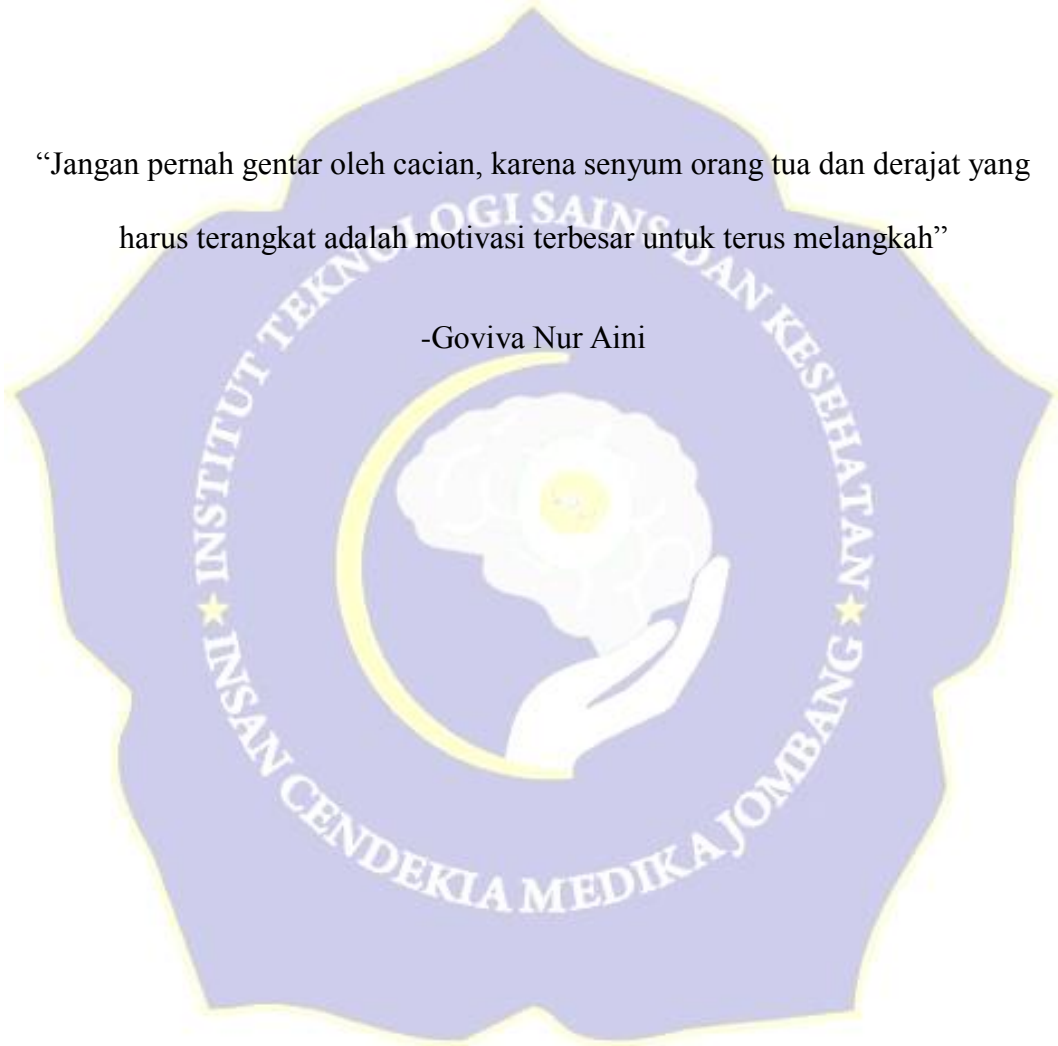 “Jangan pernah gentar oleh cacian, karena senyum orang tua dan derajat yang
harus terangkat adalah motivasi terbesar untuk terus melangkah”
-Goviva Nur Aini
INSTITUT TEKNOLOGI SAINS DAN KESEHATAN
INSAN CENDEKIA MEDIKA JOMBANG